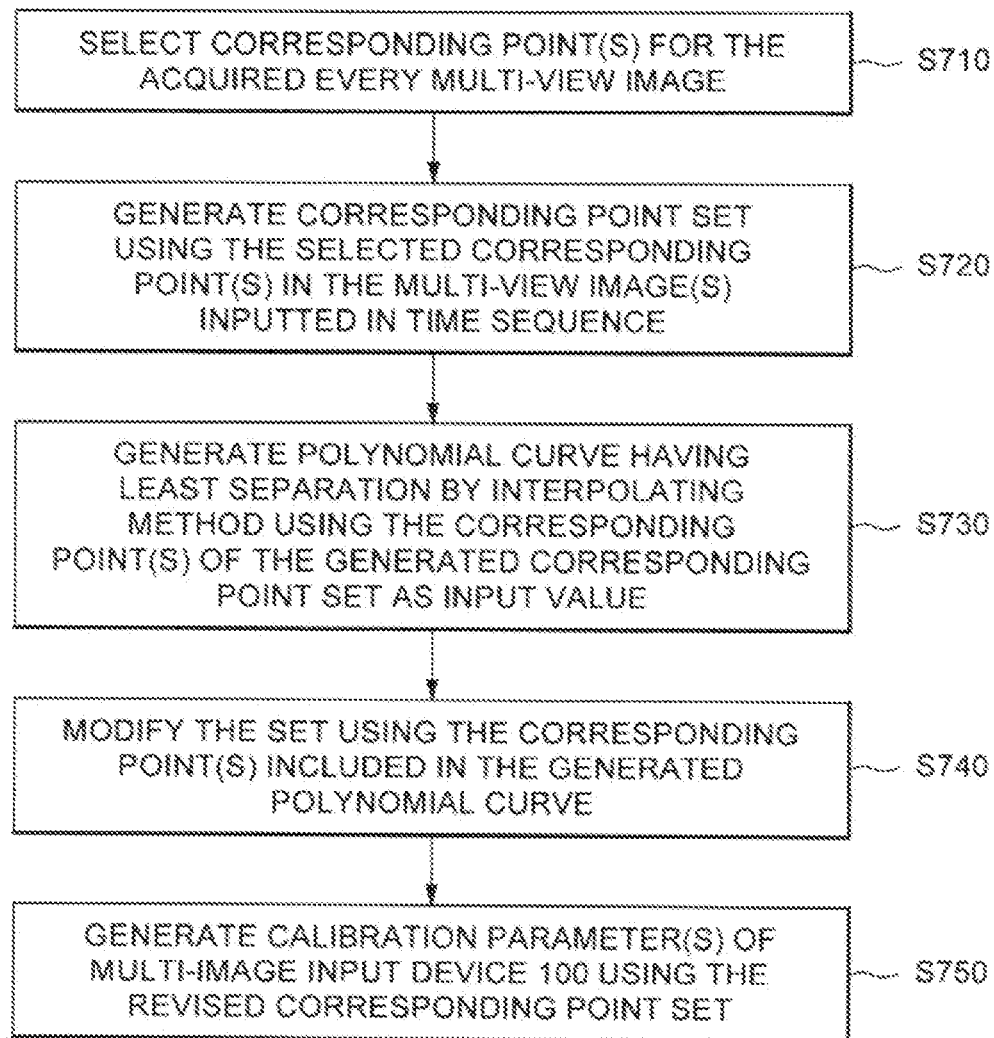 SELECT CORRESPONDING POINT(S) FOR THE
ACQUIRED EVERY MULTI-VIEW IMAGE
S710
GENERATE CORRESPONDING POINT SET
USING THE SELECTED CORRESPONDING
POINT(S) IN THE MULTI-VIEW IMAGE(S)
INPUTTED IN TIME SEQUENCE
S720
GENERATE POLYNOMIAL CURVE HAVING
LEAST SEPARATION BY INTERPOLATING
METHOD USING THE CORRESPONDING
POINT(S) OF THE GENERATED CORRESPONDING
POINT SET AS INPUT VALUE
S730
MODIFY THE SET USING THE CORRESPONDING
POINT(S) INCLUDED IN THE GENERATED
POLYNOMIAL CURVE
S740
GENERATE CALIBRATION PARAMETER(S) OF
MULTI-IMAGE INPUT DEVICE 100 USING THE
REVISED CORRESPONDING POINT SET
S750